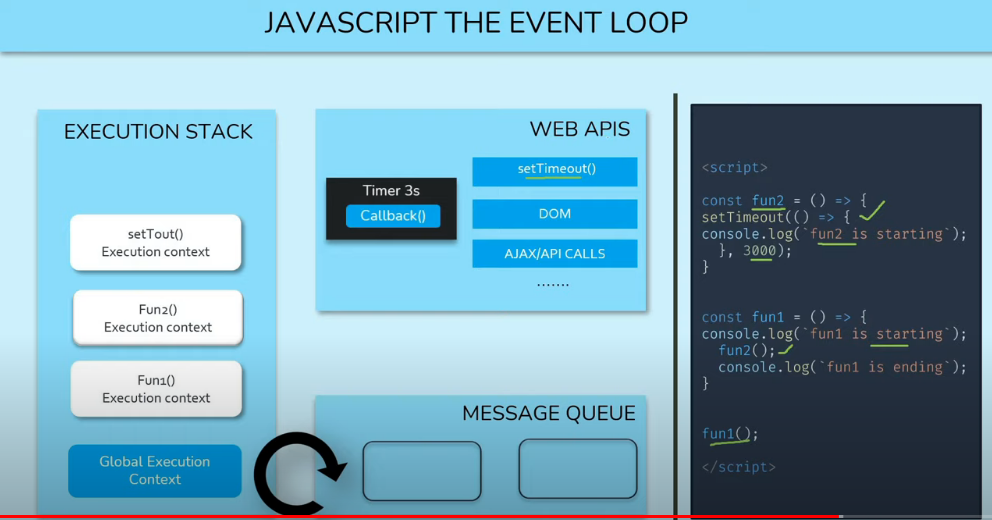 JAVASCRIPT THE EVENT LOOP
EXECUTION STACK
setTout()
Execution context
Fun2()
Execution context
Fun1()
Execution context
Global Execution
Context
WEB APIS
Timer 3s
Callback()
setTimeout()
DOM
AJAX/API CALLS
.......
MESSAGE QUEUE
<script>
const fun2 = () => {
setTimeout(() => {
console.log(`fun2 is starting`);
}, 3000);
}
const fun1 = () => {
console.log(`fun1 is starting`);
fun2();
console.log(`fun1 is ending`);
}
fun1();
</script>